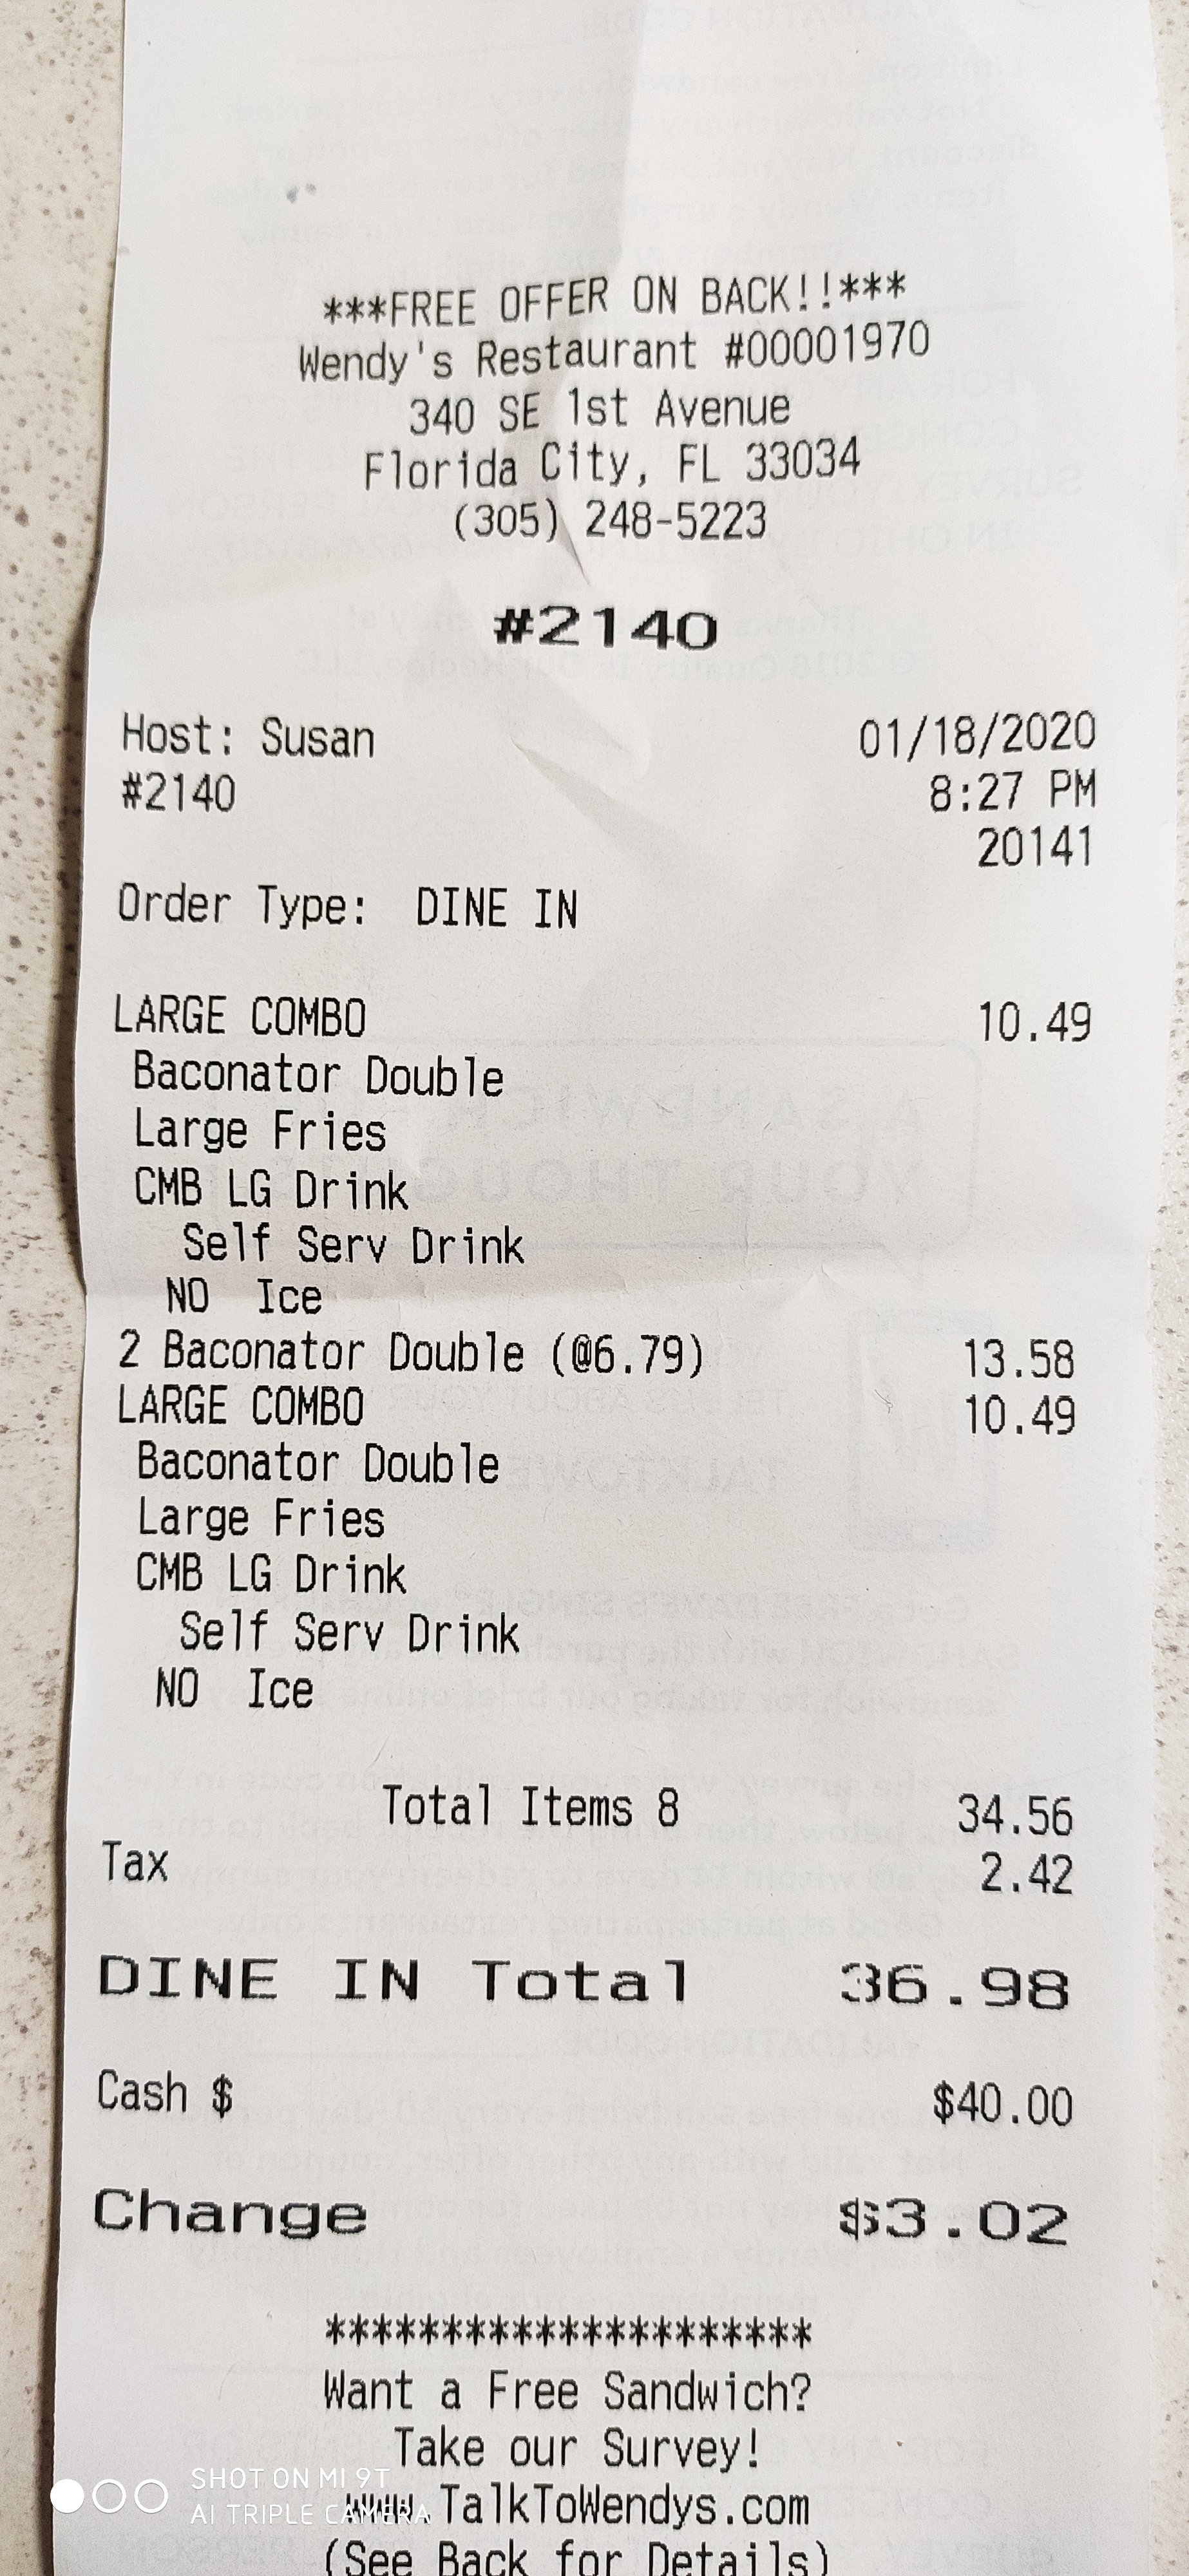 ***FREE OFFER ON BACK!!***
Wendy's Restaurant #00001970
340 SE 1st Avenue
Florida City, FL 33034
(305) 248-5223
#2140
Host: Susan 01/18/2020
#2140 8:27 PM
20141
Order Type: DINE IN
LARGE COMBO 10.49
Baconator Double
Large Fries
CMB LG Drink
Self Serv Drink
NO Ice
2 Baconator Double (@6.79) 13.58
LARGE COMBO 10.49
Baconator Double
Large Fries
CMB LG Drink
Self Serv Drink
NO Ice
Total Items 8 34.56
Tax 2.42
DINE IN Total 36.98
Cash $ $40.00
Change $3.02
*********************
Want a Free Sandwich?
Take our Survey!
www.TalkToWendys.com
(See Back for Details)
SHOT ON MI 9T
AI TRIPLE CAMERA